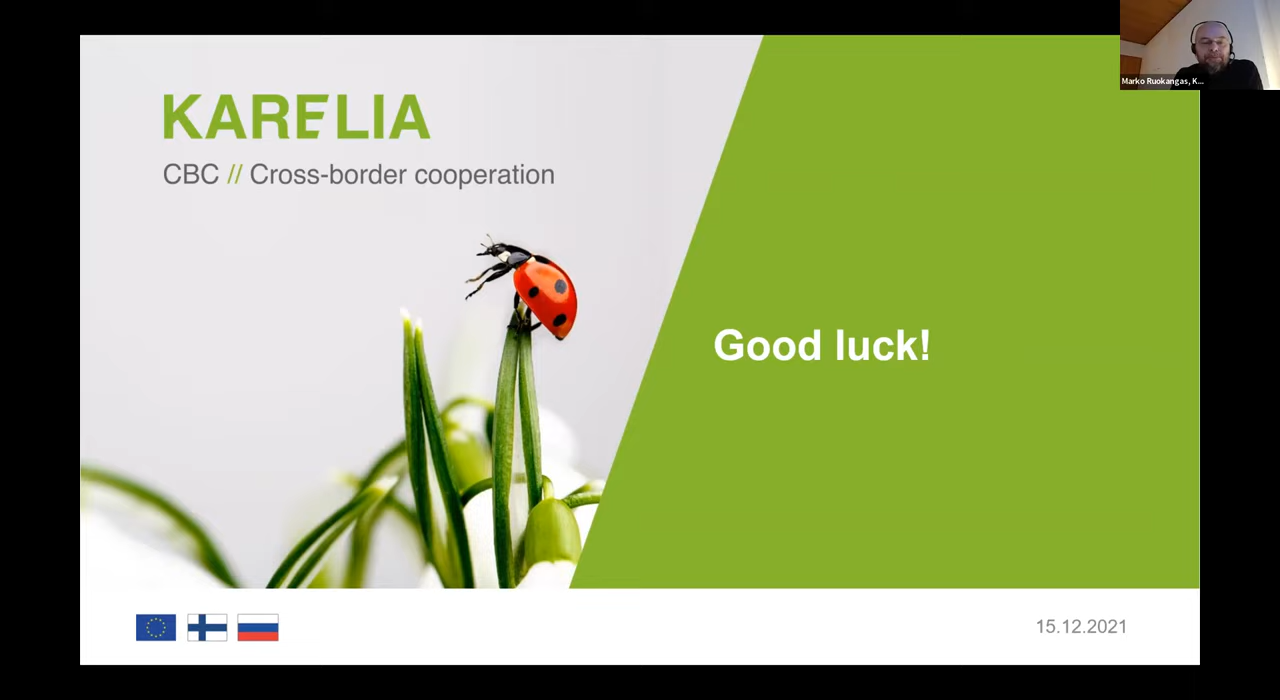 Marko Ruokangas, K...
KARELIA
CBC // Cross-border cooperation
Good luck!
15.12.2021